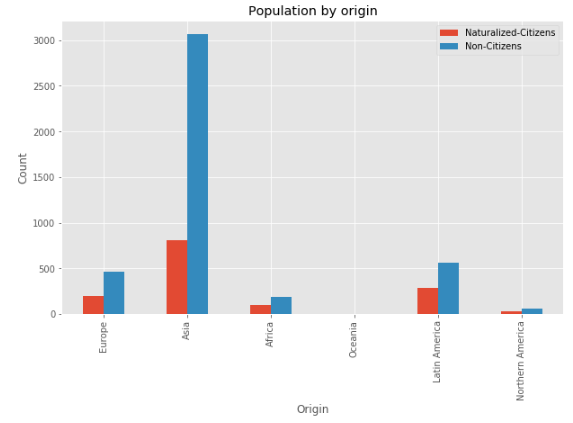 Population by origin
Naturalized-Citizens
Non-Citizens
3000
2500
2000
1500
1000
500
0
Count
Europe
Asia
Africa
Oceania
Latin America
Northern America
Origin